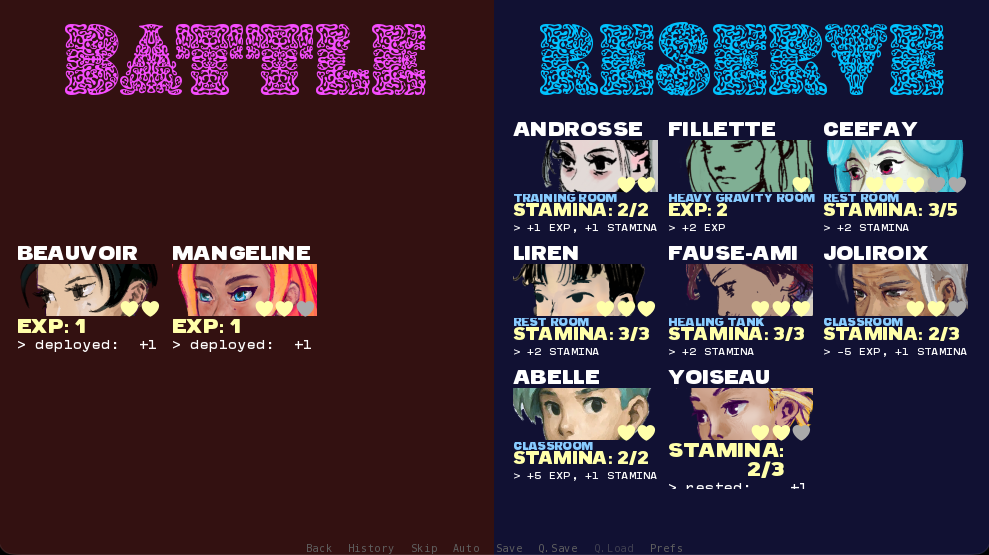 BATTLE
RESERVE
BEAUVOIR
EXP: 1
> deployed: +1
MANGELINE
EXP: 1
> deployed: +1
ANDROSSE
TRAINING ROOM
STAMINA: 2/2
> +1 EXP, +1 STAMINA
FILLETTE
HEAVY GRAVITY ROOM
EXP: 2
> +2 EXP
CEEFAY
REST ROOM
STAMINA: 3/5
> +2 STAMINA
LIREN
REST ROOM
STAMINA: 3/3
> +2 STAMINA
FAUSE-AMI
HEALING TANK
STAMINA: 3/3
> +2 STAMINA
JOLIROIX
CLASSROOM
STAMINA: 2/3
> -5 EXP, +1 STAMINA
ABELLE
CLASSROOM
STAMINA: 2/2
> +5 EXP, +1 STAMINA
YOISEAU
STAMINA:
2/3
> rested: +1
Back History Skip Auto Save Q.Save Q.Load Prefs